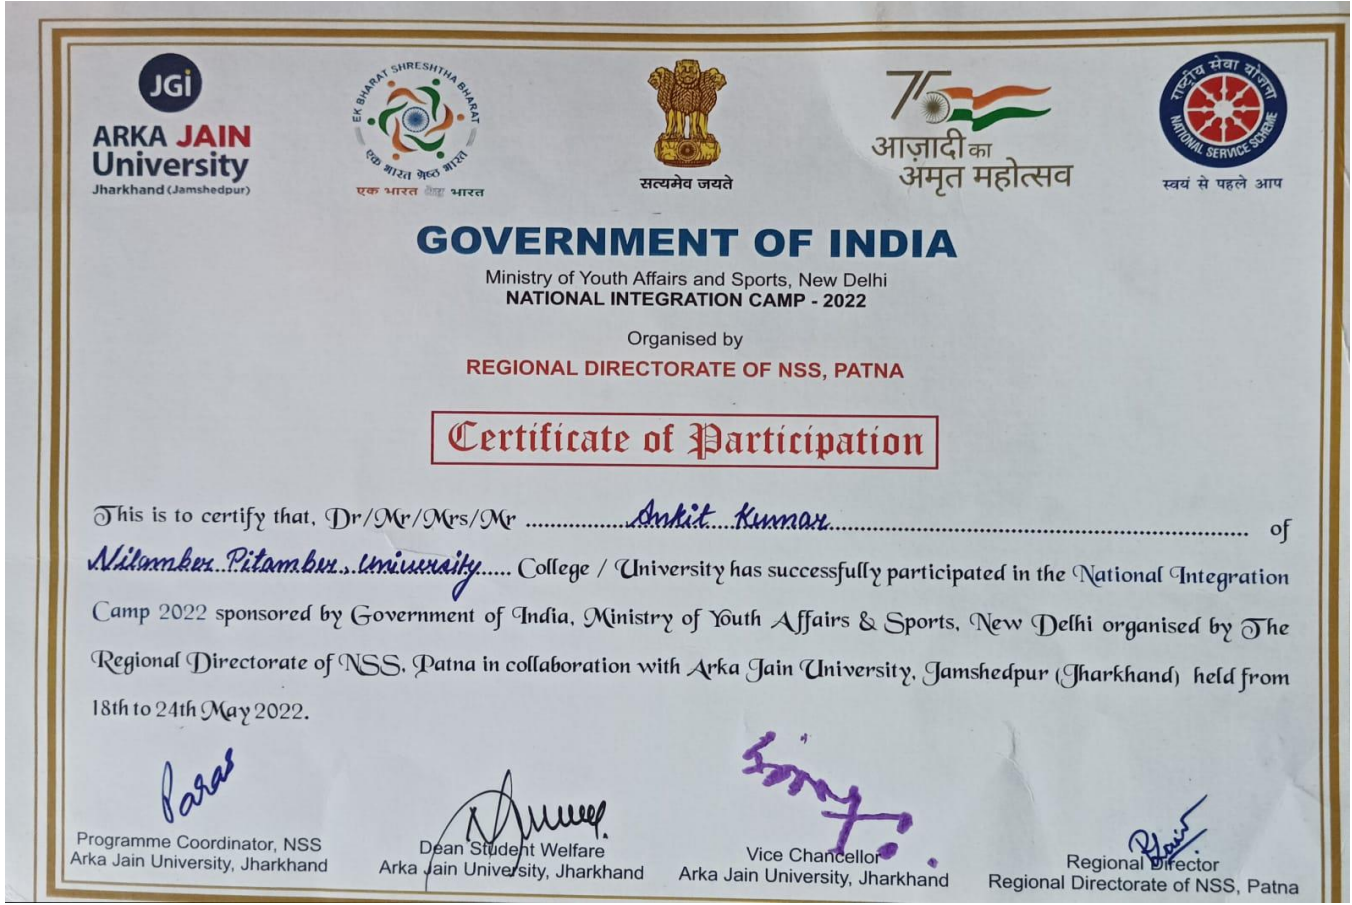 JGi
ARKA JAIN
University
Jharkhand (Jamshedpur)
EK BHARAT SHRESHTHA BHARAT
एक भारत श्रेष्ठ भारत
एक भारत श्रेष्ठ भारत
सत्यमेव जयते
75
आज़ादी का
अमृत महोत्सव
राष्ट्रीय सेवा योजना
NATIONAL SERVICE SCHEME
स्वयं से पहले आप
GOVERNMENT OF INDIA
Ministry of Youth Affairs and Sports, New Delhi
NATIONAL INTEGRATION CAMP - 2022
Organised by
REGIONAL DIRECTORATE OF NSS, PATNA
Certificate of Participation
This is to certify that, Dr/Mr/Mrs/Mr ..... Ankit Kumar ..... of
Nilamber Pitamber, University ..... College / University has successfully participated in the National Integration
Camp 2022 sponsored by Government of India, Ministry of Youth Affairs & Sports, New Delhi organised by The
Regional Directorate of NSS, Patna in collaboration with Arka Jain University, Jamshedpur (Jharkhand) held from
18th to 24th May 2022.
Paras
Programme Coordinator, NSS
Arka Jain University, Jharkhand
Dean Student Welfare
Arka Jain University, Jharkhand
Vice Chancellor
Arka Jain University, Jharkhand
Regional Director
Regional Directorate of NSS, Patna